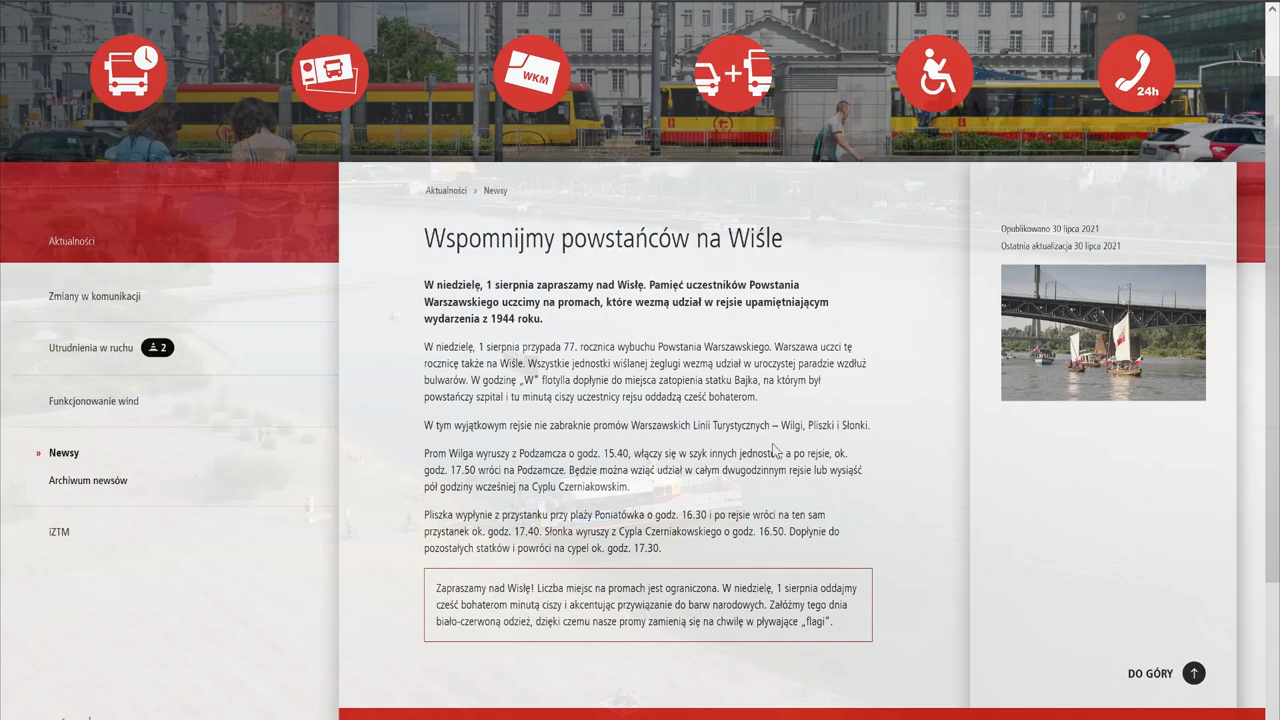 WKM
24h
Aktualności » Newsy
Wspomnijmy powstańców na Wiśle
W niedzielę, 1 sierpnia zapraszamy nad Wisłę. Pamięć uczestników Powstania
Warszawskiego uczcimy na promach, które wezmą udział w rejsie upamiętniającym
wydarzenia z 1944 roku.
W niedzielę, 1 sierpnia przypada 77. rocznica wybuchu Powstania Warszawskiego. Warszawa uczci tę
rocznicę także na Wiśle. Wszystkie jednostki wiślanej żeglugi wezmą udział w uroczystej paradzie wzdłuż
bulwarów. W godzinę „W” flotylla dopłynie do miejsca zatopienia statku Bajka, na którym był
powstańczy szpital i tu minutą ciszy uczestnicy rejsu oddadzą cześć bohaterom.
W tym wyjątkowym rejsie nie zabraknie promów Warszawskich Linii Turystycznych – Wilgi, Pliszki i Słonki.
Prom Wilga wyruszy z Podzamcza o godz. 15.40, włączy się w szyk innych a po rejsie, ok.
godz. 17.50 wróci na Podzamcze. Będzie można wziąć udział w całym dwugodzinnym rejsie lub wysiąść
pół godziny wcześniej na Cyplu Czerniakowskim.
Pliszka wypłynie z przystanku przy plaży Poniatówka o godz. 16.30 i po rejsie wróci na ten sam
przystanek ok. godz. 17.40. Słonka wyruszy z Cypla Czerniakowskiego o godz. 16.50. Dopłynie do
pozostałych statków i powróci na cypel ok. godz. 17.30.
Zapraszamy nad Wisłę! Liczba miejsc na promach jest ograniczona. W niedzielę, 1 sierpnia oddajmy
cześć bohaterom minutą ciszy i akcentując przywiązanie do barw narodowych. Załóżmy tego dnia
biało-czerwoną odzież, dzięki czemu nasze promy zamienią się na chwilę w pływające „flagi”.
Aktualności
Zmiany w komunikacji
Utrudnienia w ruchu 2
Funkcjonowanie wind
» Newsy
Archiwum newsów
iZTM
Opublikowano 30 lipca 2021
Ostatnia aktualizacja 30 lipca 2021
DO GÓRY